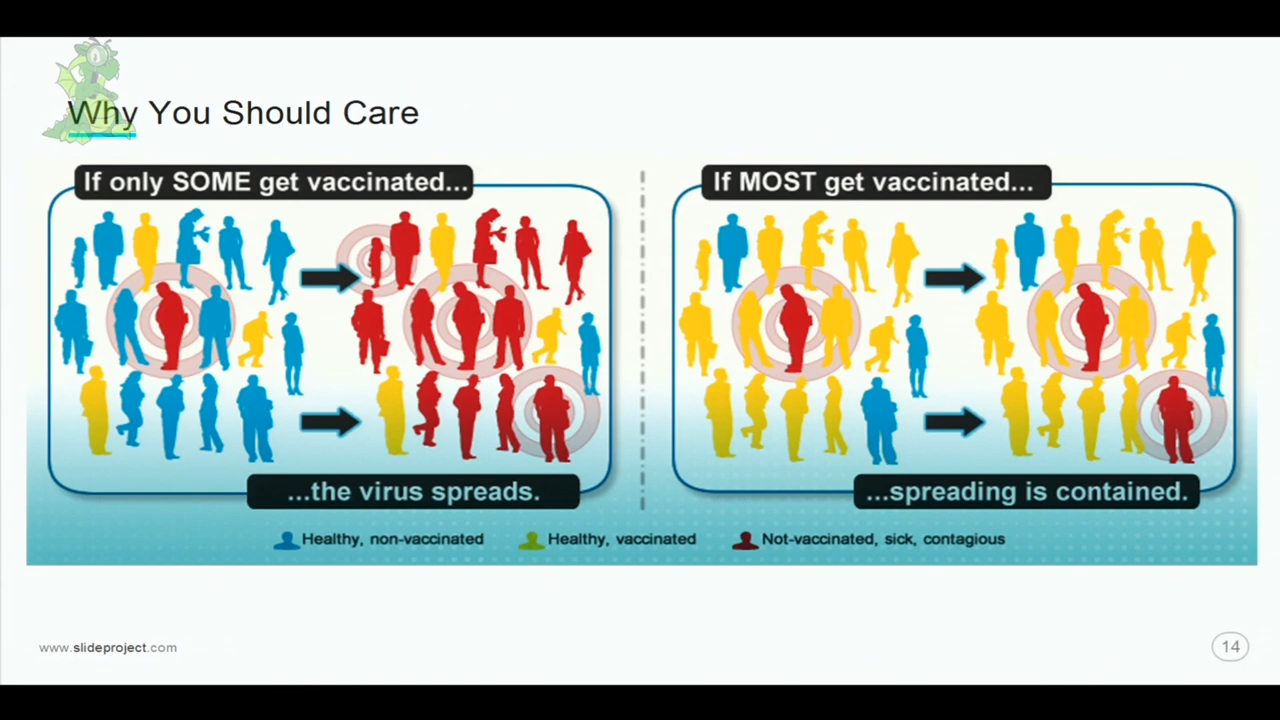 Why You Should Care
If only SOME get vaccinated...
If MOST get vaccinated...
...the virus spreads.
...spreading is contained.
Healthy, non-vaccinated
Healthy, vaccinated
Not-vaccinated, sick, contagious
www.slideproject.com
14